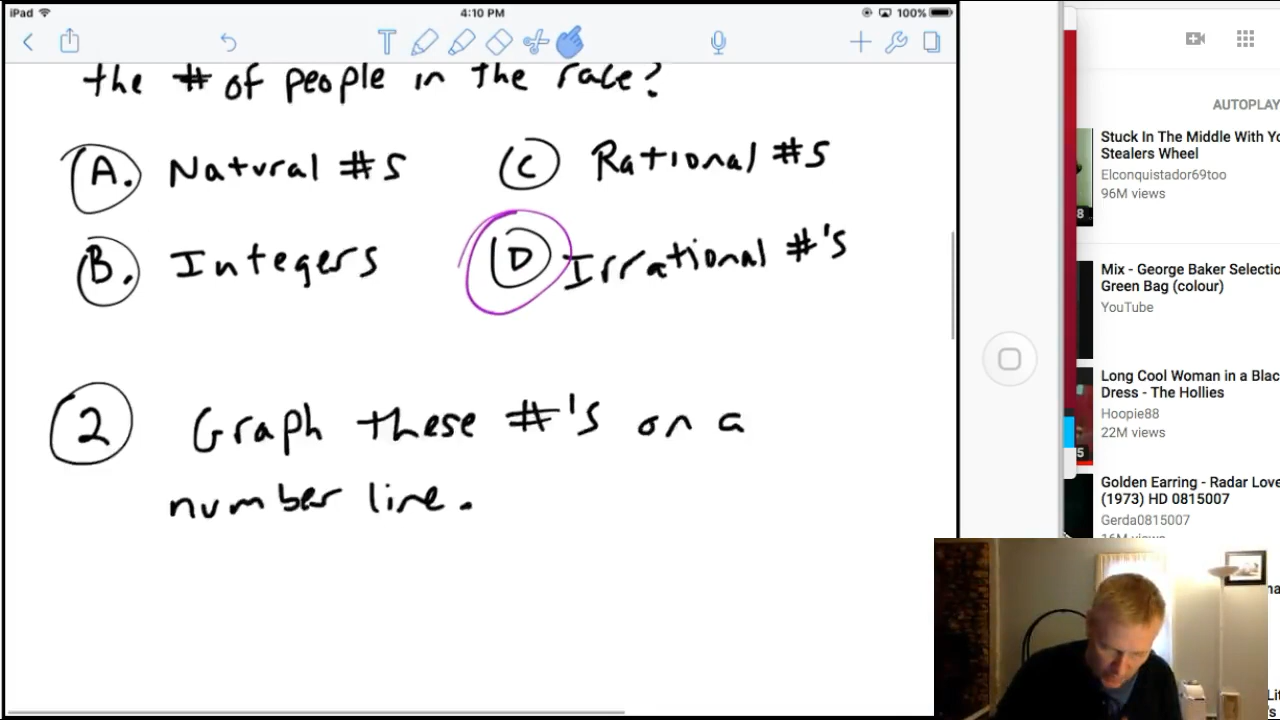 iPad
4:10 PM
100%
T
the # of people in the race?
A. Natural #s
C Rational #s
B. Integers
D Irrational #'s
2 Graph these #'s on a
number line.
AUTOPLAY
Stuck In The Middle With Yo
Stealers Wheel
Elconquistador69too
96M views
8
Mix - George Baker Selectio
Green Bag (colour)
YouTube
Long Cool Woman in a Blac
Dress - The Hollies
Hoopie88
22M views
5
Golden Earring - Radar Love
(1973) HD 0815007
Gerda0815007